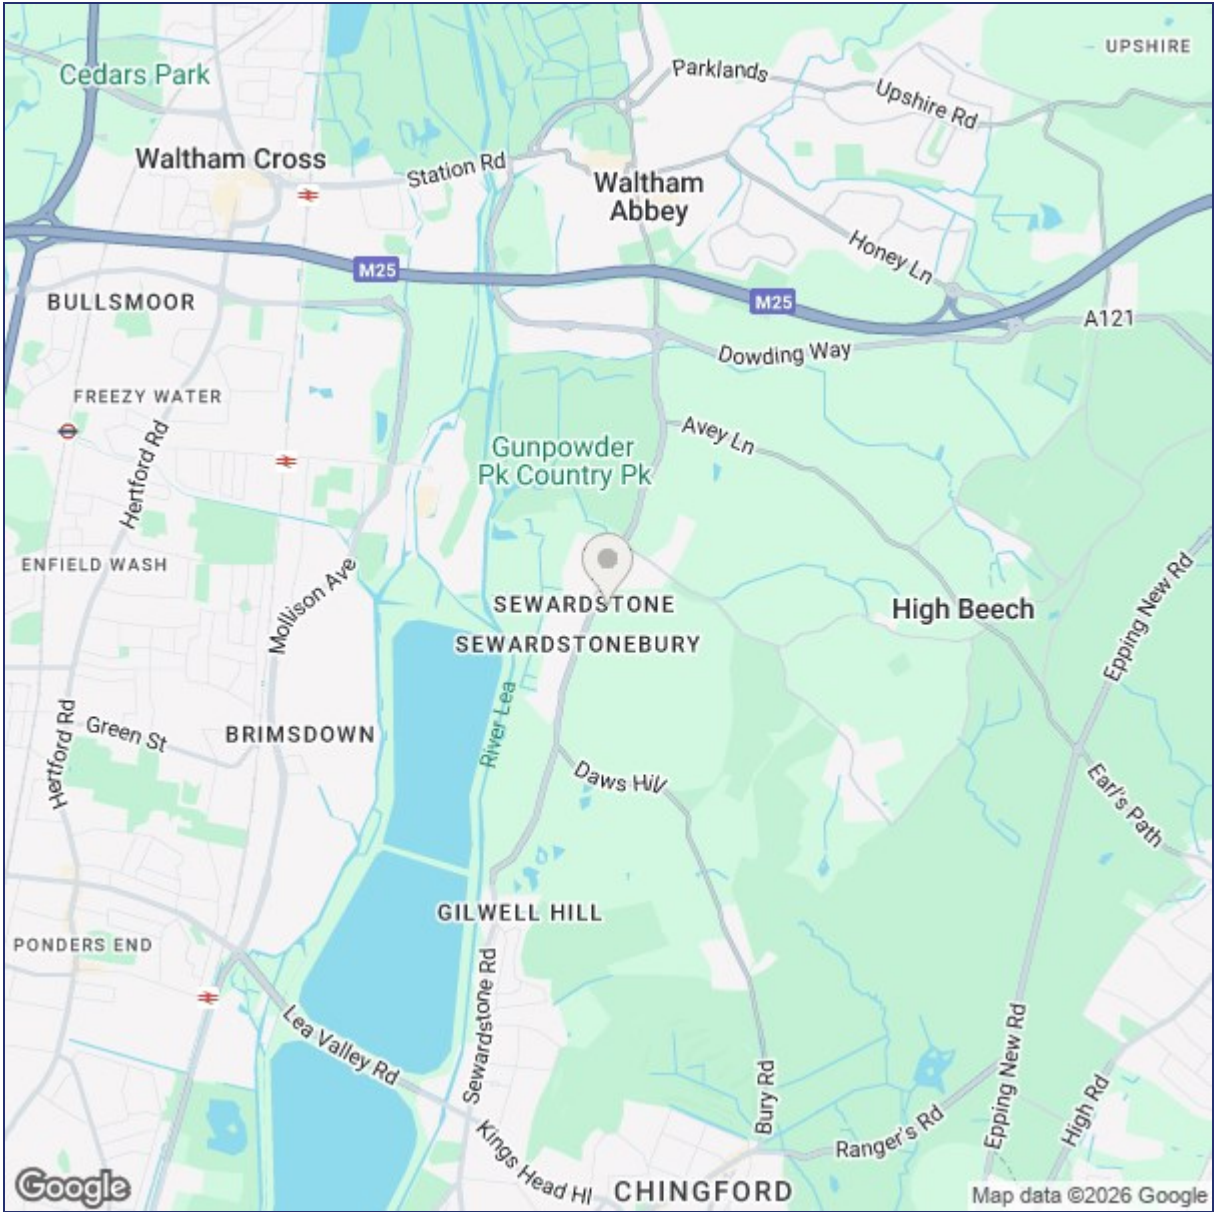 UPSHIRE
Cedars Park
Parklands
Upshire Rd
Waltham Cross
Station Rd
Waltham
Abbey
Honey Ln
M25
M25
BULLSMOOR
A121
Dowding Way
FREEZY WATER
Hertford Rd
Avey Ln
Gunpowder
Pk Country Pk
ENFIELD WASH
Mollison Ave
SEWARDSTONE
High Beech
Epping New Rd
SEWARDSTONEBURY
River Lea
Hertford Rd
Green St
BRIMSDOWN
Daws Hill
Earl's Path
GILWELL HILL
PONDERS END
Sewardstone Rd
Lea Valley Rd
Epping New Rd
Bury Rd
High Rd
Ranger's Rd
Kings Head Hl
CHINGFORD
Google
Map data ©2026 Google